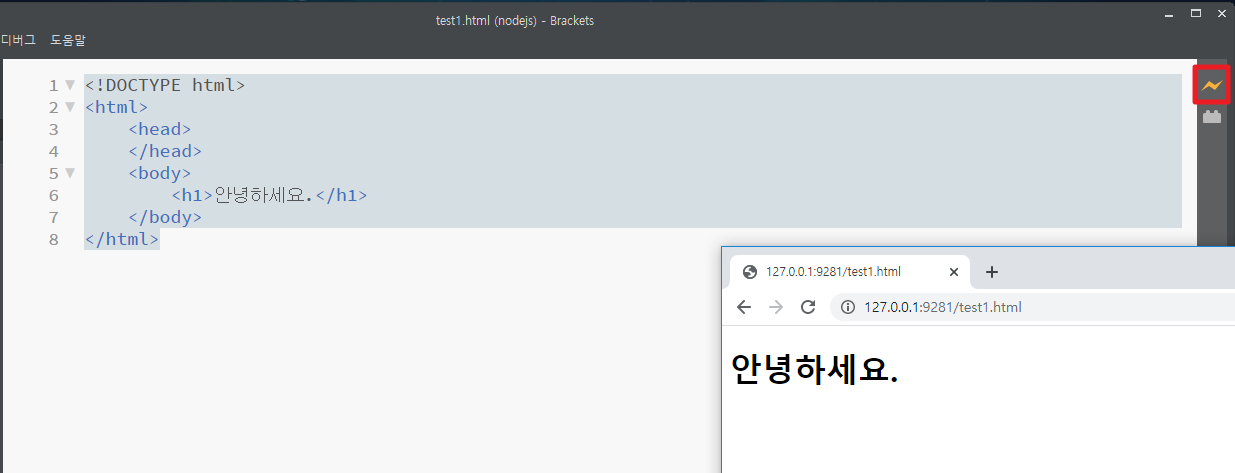 test1.html (nodejs) - Brackets
디버그 도움말
1 <!DOCTYPE html>
2 <html>
3 <head>
4 </head>
5 <body>
6 <h1>안녕하세요.</h1>
7 </body>
8 </html>
127.0.0.1:9281/test1.html
127.0.0.1:9281/test1.html
안녕하세요.